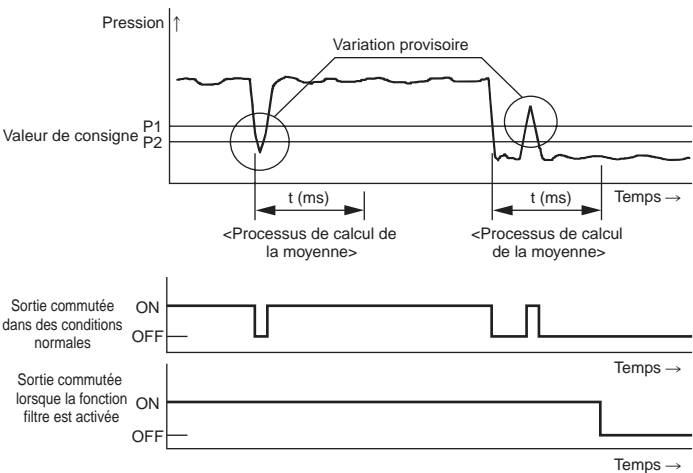 Pression ↑
Variation provisoire
P1
Valeur de consigne
P2
t (ms)
t (ms)
Temps →
<Processus de calcul de
la moyenne>
<Processus de calcul
de la moyenne>
Sortie commutée
dans des conditions
normales
ON
OFF
Temps →
Sortie commutée
lorsque la fonction
filtre est activée
ON
OFF
Temps →